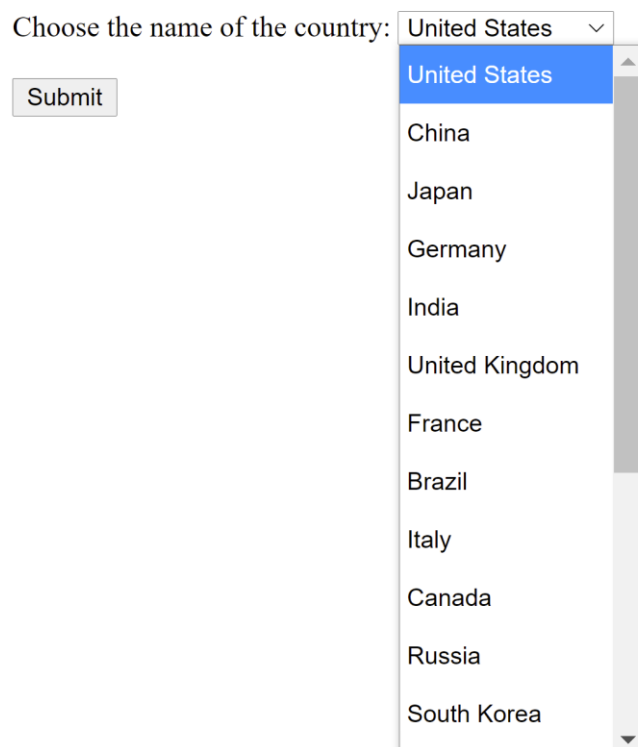 Choose the name of the country: United States
Submit
United States
China
Japan
Germany
India
United Kingdom
France
Brazil
Italy
Canada
Russia
South Korea